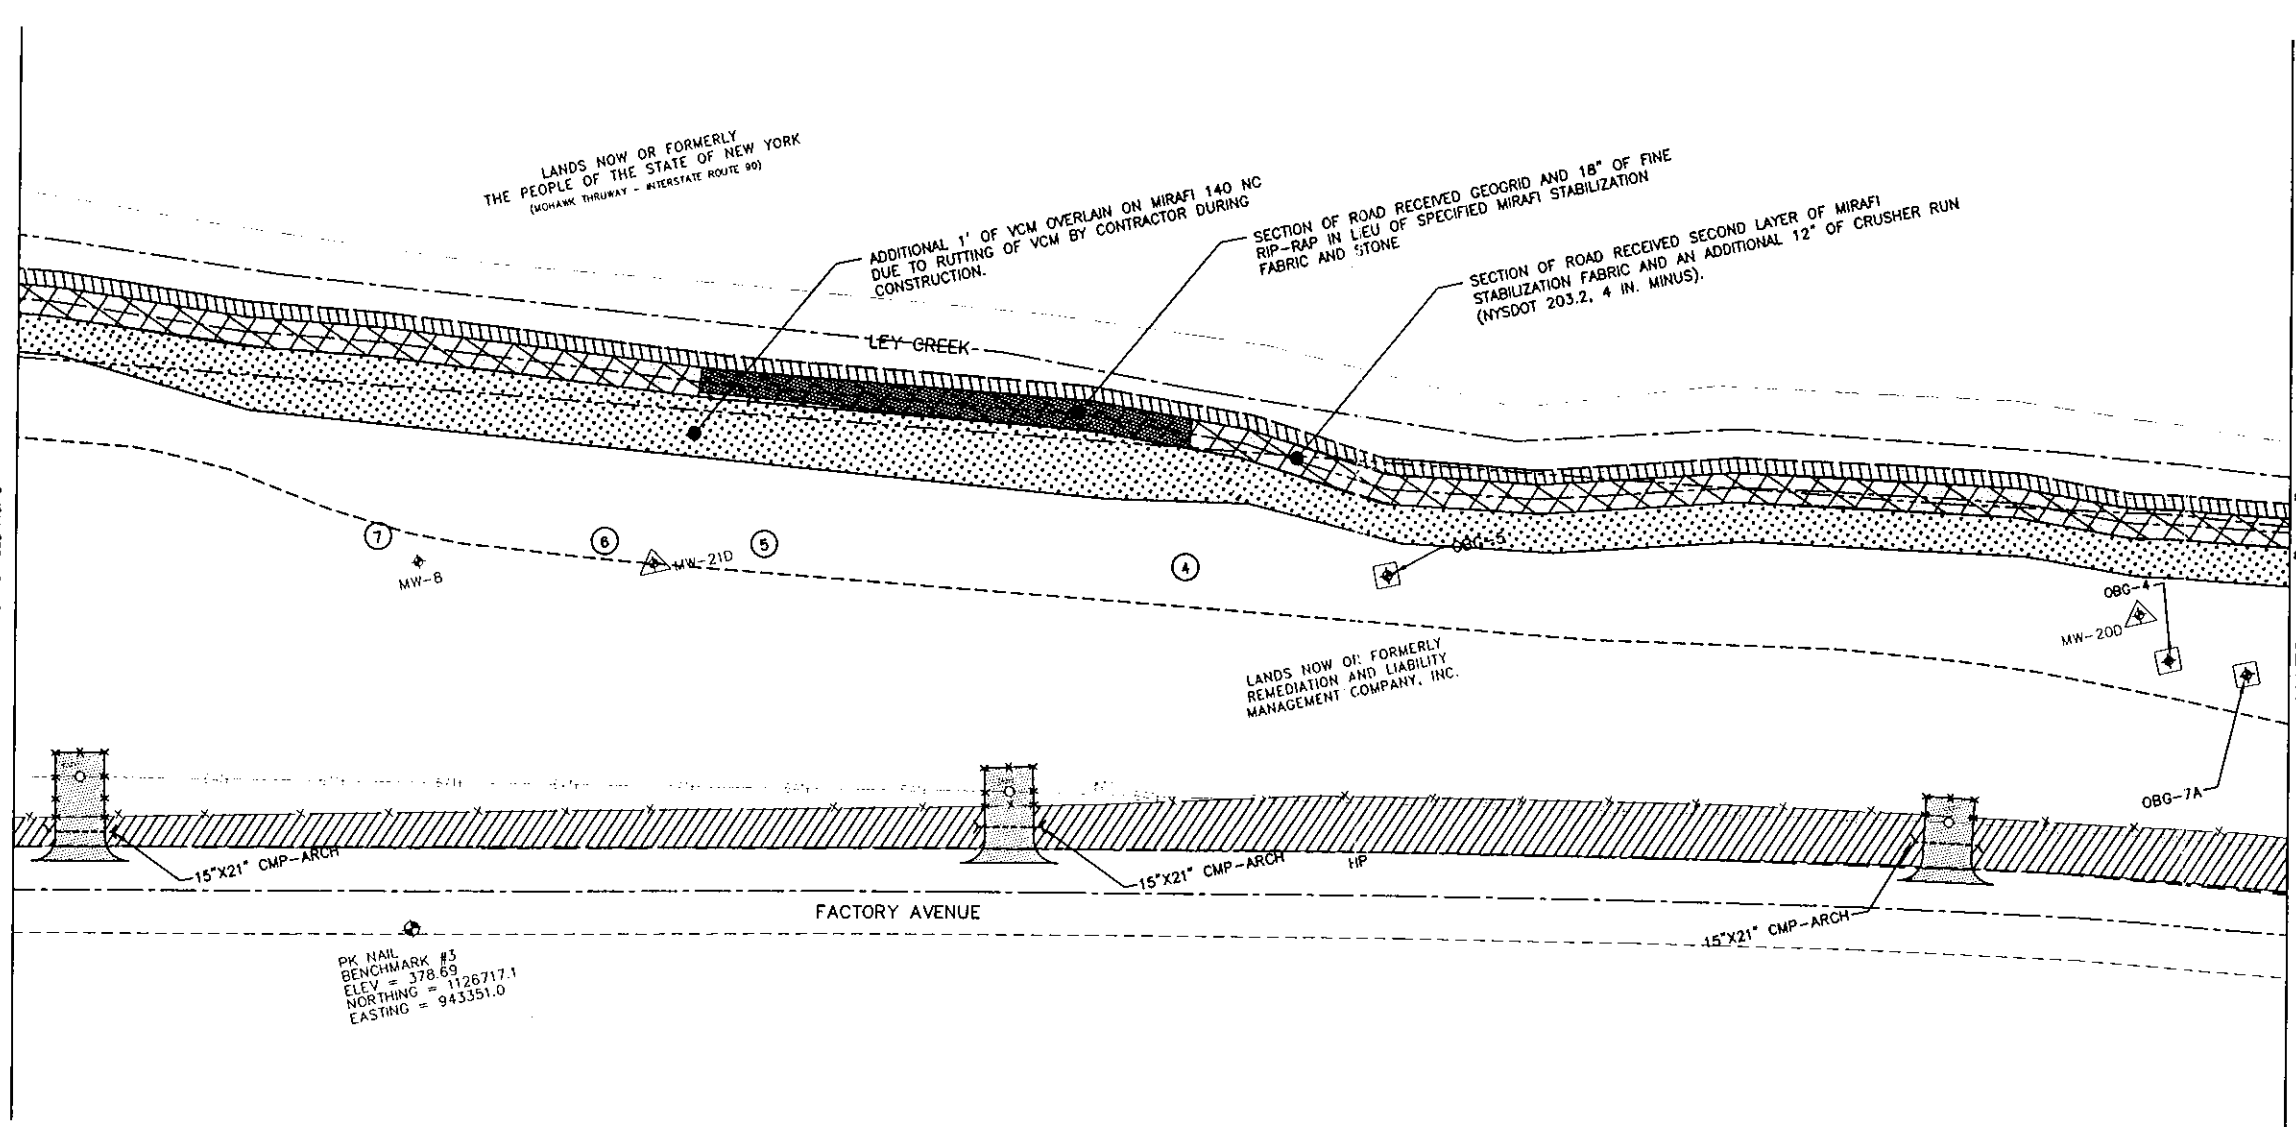 LANDS NOW OR FORMERLY
THE PEOPLE OF THE STATE OF NEW YORK
(MOHAWK THRUWAY - INTERSTATE ROUTE 90)
ADDITIONAL 1' OF VCM OVERLAIN ON MIRAFI 140 NC
DUE TO RUTTING OF VCM BY CONTRACTOR DURING
CONSTRUCTION.
SECTION OF ROAD RECEIVED GEOGRID AND 18" OF FINE
RIP-RAP IN LIEU OF SPECIFIED MIRAFI STABILIZATION
FABRIC AND STONE
SECTION OF ROAD RECEIVED SECOND LAYER OF MIRAFI
STABILIZATION FABRIC AND AN ADDITIONAL 12" OF CRUSHER RUN
(NYSDOT 203.2, 4 IN. MINUS).
LEY CREEK
7
6
5
4
MW-8
MW-21D
OBG-5
OBG-4
MW-20D
OBG-7A
LANDS NOW OR FORMERLY
REMEDIATION AND LIABILITY
MANAGEMENT COMPANY, INC.
15"X21" CMP-ARCH
15"X21" CMP-ARCH
HP
15"X21" CMP-ARCH
FACTORY AVENUE
PK NAIL
BENCHMARK #3
ELEV = 378.69
NORTHING = 1126717.1
EASTING = 943351.0